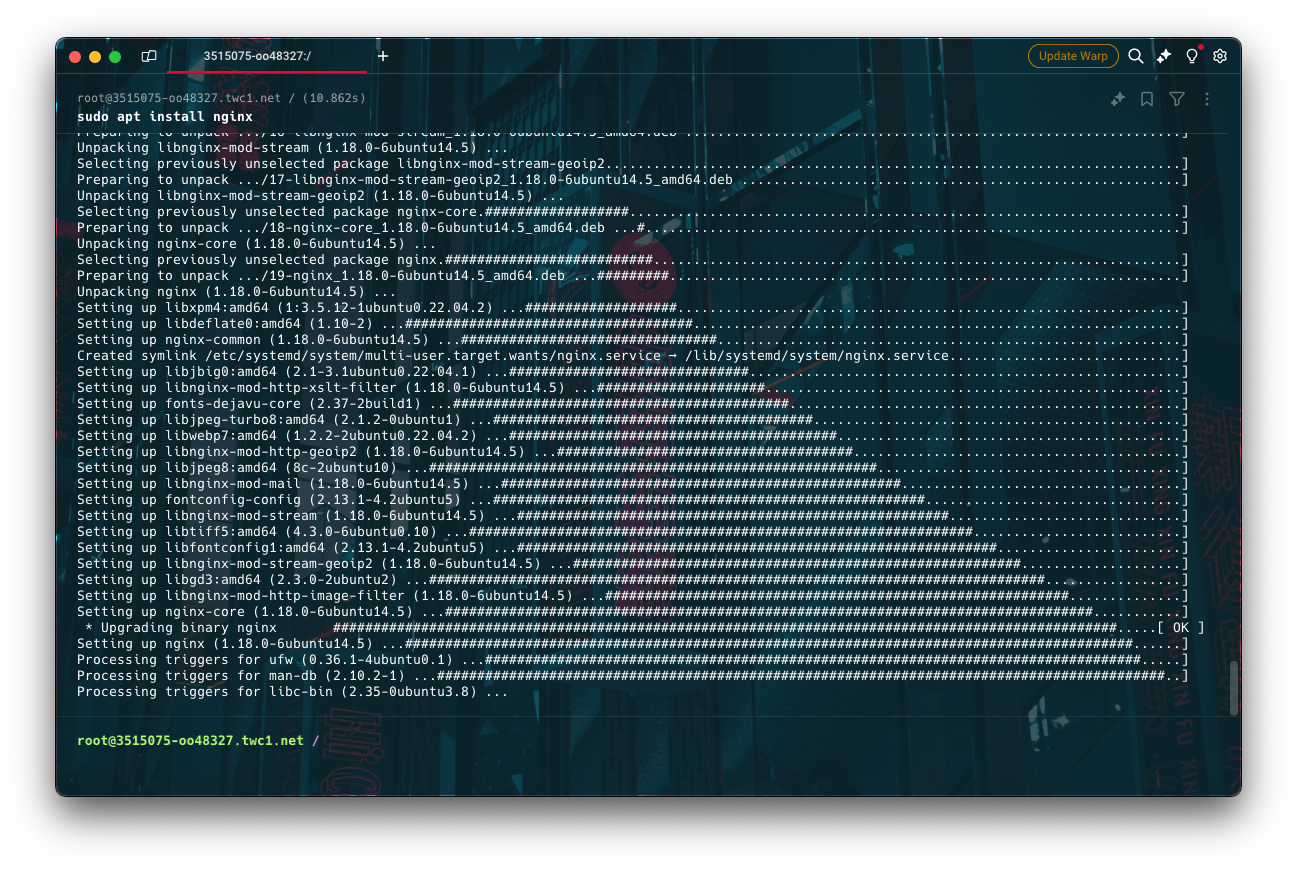 3515075-oo48327:/
Update Warp
root@3515075-oo48327.twc1.net / (10.862s)
sudo apt install nginx
Preparing to unpack .../16-libnginx-mod-stream_1.18.0-6ubuntu14.5_amd64.deb ...............................................................]
Unpacking libnginx-mod-stream (1.18.0-6ubuntu14.5) ...
Selecting previously unselected package libnginx-mod-stream-geoip2........................................................................]
Preparing to unpack .../17-libnginx-mod-stream-geoip2_1.18.0-6ubuntu14.5_amd64.deb .......................................................]
Unpacking libnginx-mod-stream-geoip2 (1.18.0-6ubuntu14.5) ...
Selecting previously unselected package nginx-core.##################.....................................................................]
Preparing to unpack .../18-nginx-core_1.18.0-6ubuntu14.5_amd64.deb ...#...................................................................]
Unpacking nginx-core (1.18.0-6ubuntu14.5) ...
Selecting previously unselected package nginx.##########################..................................................................]
Preparing to unpack .../19-nginx_1.18.0-6ubuntu14.5_amd64.deb ...#########................................................................]
Unpacking nginx (1.18.0-6ubuntu14.5) ...
Setting up libxpm4:amd64 (1:3.5.12-1ubuntu0.22.04.2) ...###################...............................................................]
Setting up libdeflate0:amd64 (1.10-2) ...####################################.............................................................]
Setting up nginx-common (1.18.0-6ubuntu14.5) ...################################..........................................................]
Created symlink /etc/systemd/system/multi-user.target.wants/nginx.service → /lib/systemd/system/nginx.service.............................]
Setting up libjbig0:amd64 (2.1-3.1ubuntu0.22.04.1) ...##############################......................................................]
Setting up libnginx-mod-http-xslt-filter (1.18.0-6ubuntu14.5) ...#####################....................................................]
Setting up fonts-dejavu-core (2.37-2build1) ...##########################################.................................................]
Setting up libjpeg-turbo8:amd64 (2.1.2-0ubuntu1) ...########################################..............................................]
Setting up libwebp7:amd64 (1.2.2-2ubuntu0.22.04.2) ...#########################################...........................................]
Setting up libnginx-mod-http-geoip2 (1.18.0-6ubuntu14.5) ...#####################################.........................................]
Setting up libjpeg8:amd64 (8c-2ubuntu10) ...########################################################......................................]
Setting up libnginx-mod-mail (1.18.0-6ubuntu14.5) ...##################################################...................................]
Setting up fontconfig-config (2.13.1-4.2ubuntu5) ...######################################################................................]
Setting up libnginx-mod-stream (1.18.0-6ubuntu14.5) ...######################################################.............................]
Setting up libtiff5:amd64 (4.3.0-6ubuntu0.10) ...###############################################################..........................]
Setting up libfontconfig1:amd64 (2.13.1-4.2ubuntu5) ...############################################################.......................]
Setting up libnginx-mod-stream-geoip2 (1.18.0-6ubuntu14.5) ...########################################################....................]
Setting up libgd3:amd64 (2.3.0-2ubuntu2) ...#############################################################################.................]
Setting up libnginx-mod-http-image-filter (1.18.0-6ubuntu14.5) ...##########################################################..............]
Setting up nginx-core (1.18.0-6ubuntu14.5) ...#################################################################################...........]
 * Upgrading binary nginx       ##################################################################################################.....[ OK ]
Setting up nginx (1.18.0-6ubuntu14.5) ...###########################################################################################......]
Processing triggers for ufw (0.36.1-4ubuntu0.1) ...##################################################################################.....]
Processing triggers for man-db (2.10.2-1) ...###########################################################################################..]
Processing triggers for libc-bin (2.35-0ubuntu3.8) ...
root@3515075-oo48327.twc1.net /